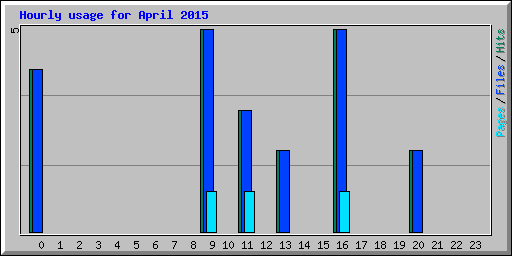 Hourly usage for April 2015
5
Pages/Files/Hits
0 1 2 3 4 5 6 7 8 9 10 11 12 13 14 15 16 17 18 19 20 21 22 23